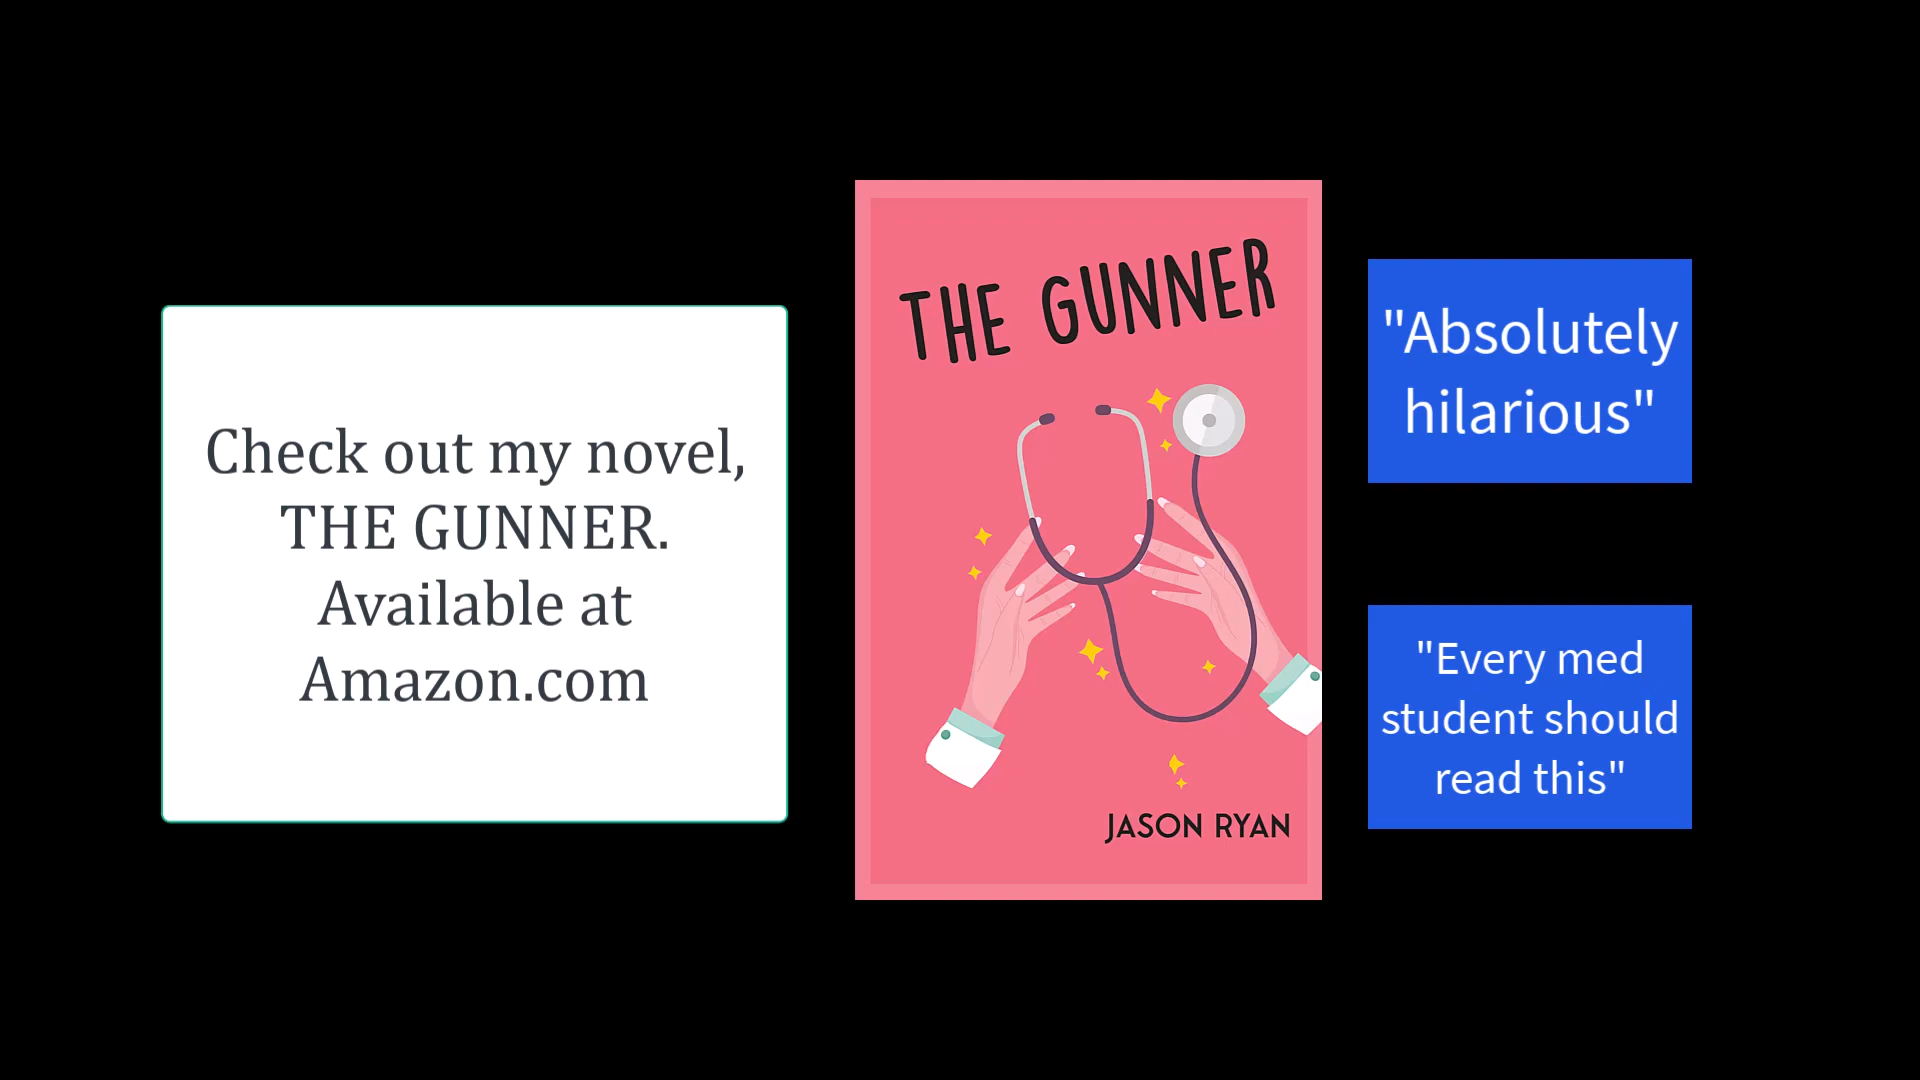 Check out my novel,
THE GUNNER.
Available at
Amazon.com
THE GUNNER
JASON RYAN
"Absolutely
hilarious"
"Every med
student should
read this"